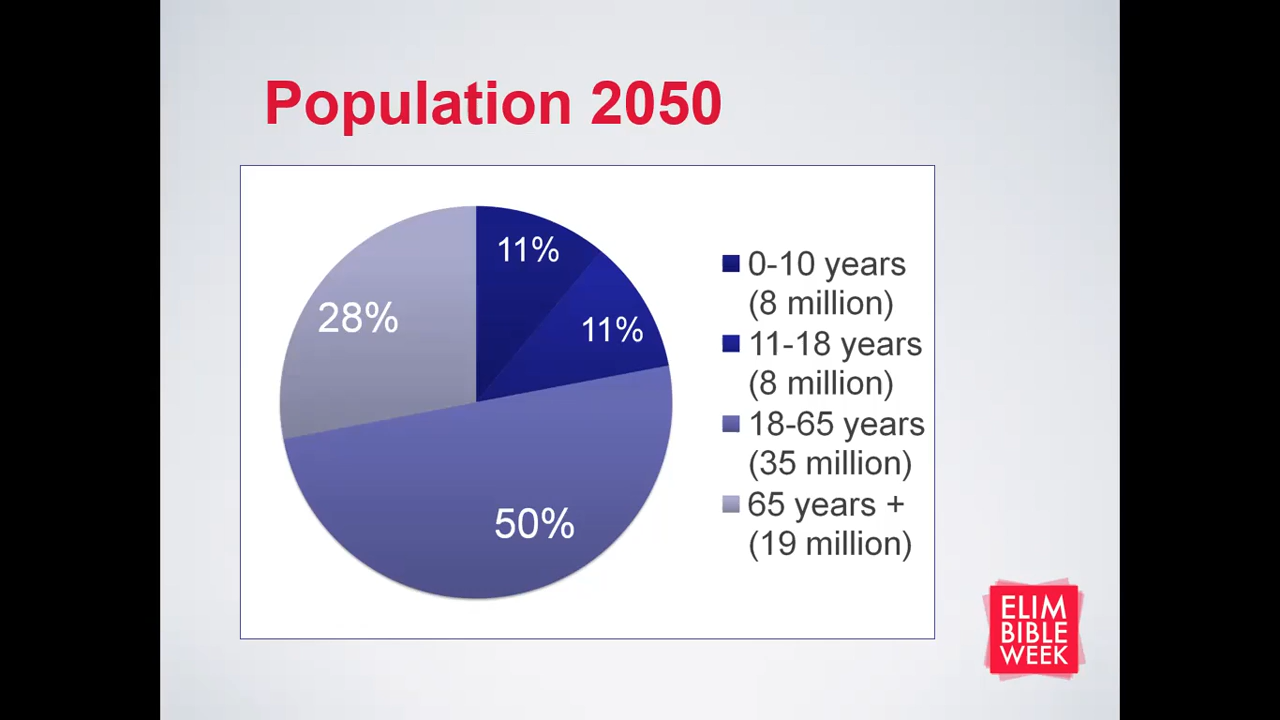 Population 2050
11%
11%
28%
50%
0-10 years
(8 million)
11-18 years
(8 million)
18-65 years
(35 million)
65 years +
(19 million)
ELIM
BIBLE
WEEK